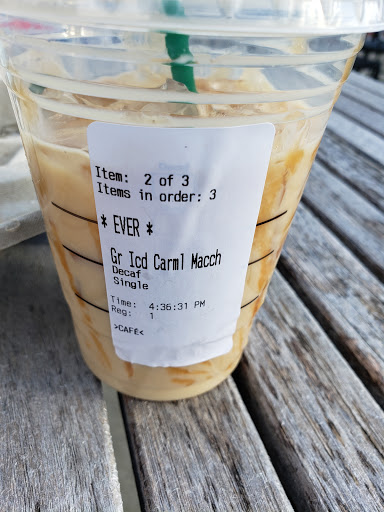 Item: 2 of 3
Items in order: 3
* EVER *
Gr Icd Carml Macch
Decaf
Single
Time: 4:36:31 PM
Reg: 1
>CAFÉ<